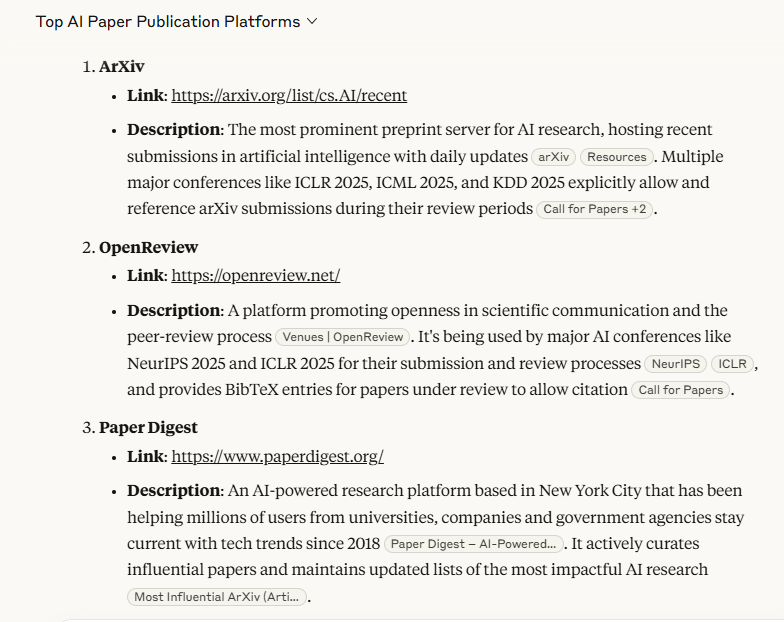 Top AI Paper Publication Platforms
1. ArXiv
• Link: https://arxiv.org/list/cs.AI/recent
• Description: The most prominent preprint server for AI research, hosting recent
submissions in artificial intelligence with daily updates arXiv Resources . Multiple
major conferences like ICLR 2025, ICML 2025, and KDD 2025 explicitly allow and
reference arXiv submissions during their review periods Call for Papers +2 .
2. OpenReview
• Link: https://openreview.net/
• Description: A platform promoting openness in scientific communication and the
peer-review process Venues | OpenReview . It's being used by major AI conferences like
NeurIPS 2025 and ICLR 2025 for their submission and review processes NeurIPS ICLR ,
and provides BibTeX entries for papers under review to allow citation Call for Papers .
3. Paper Digest
• Link: https://www.paperdigest.org/
• Description: An AI-powered research platform based in New York City that has been
helping millions of users from universities, companies and government agencies stay
current with tech trends since 2018 Paper Digest – AI-Powered... . It actively curates
influential papers and maintains updated lists of the most impactful AI research
Most Influential ArXiv (Arti... .